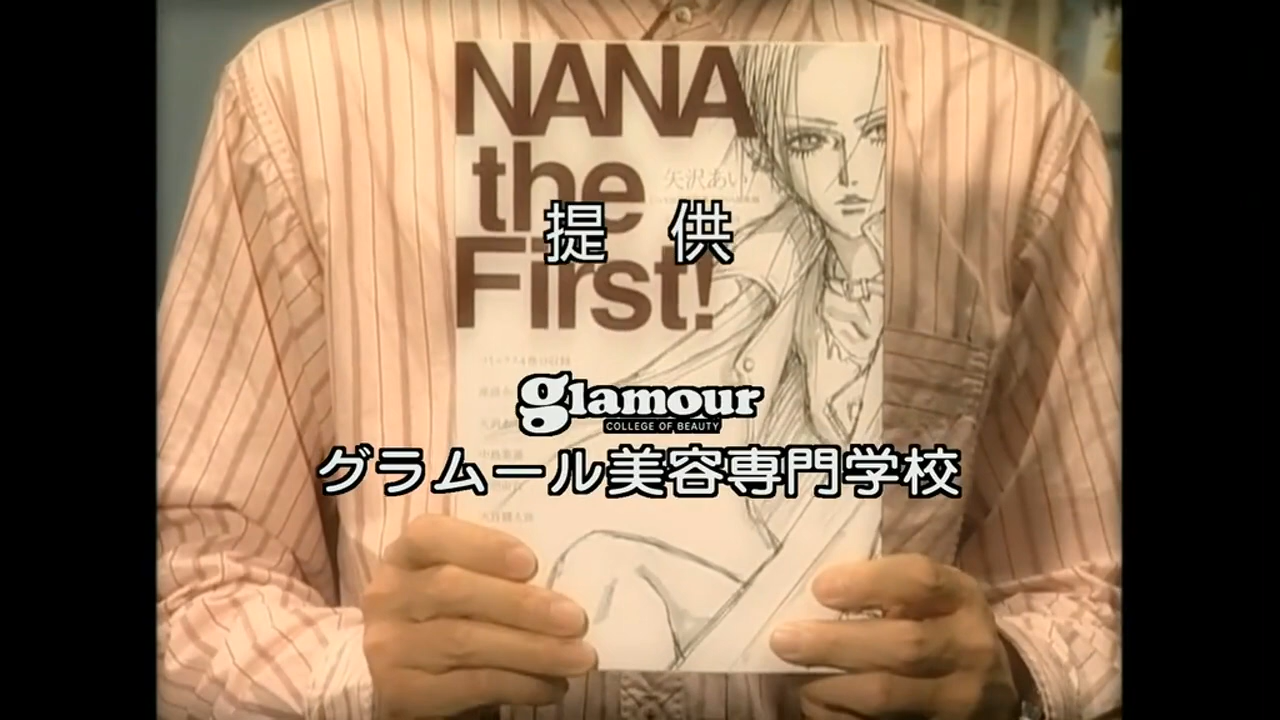 NANA
the
矢沢あい
First!
提 供
glamour
COLLEGE OF BEAUTY
グラムール美容専門学校